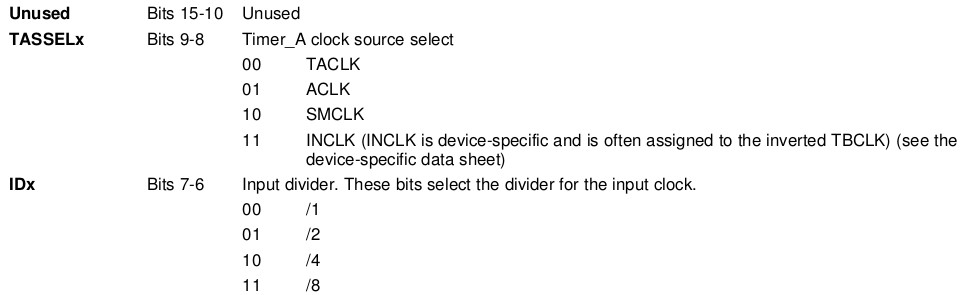 Unused Bits 15-10 Unused
TASSELx Bits 9-8 Timer_A clock source select
00 TACLK
01 ACLK
10 SMCLK
11 INCLK (INCLK is device-specific and is often assigned to the inverted TBCLK) (see the
device-specific data sheet)
IDx Bits 7-6 Input divider. These bits select the divider for the input clock.
00 /1
01 /2
10 /4
11 /8